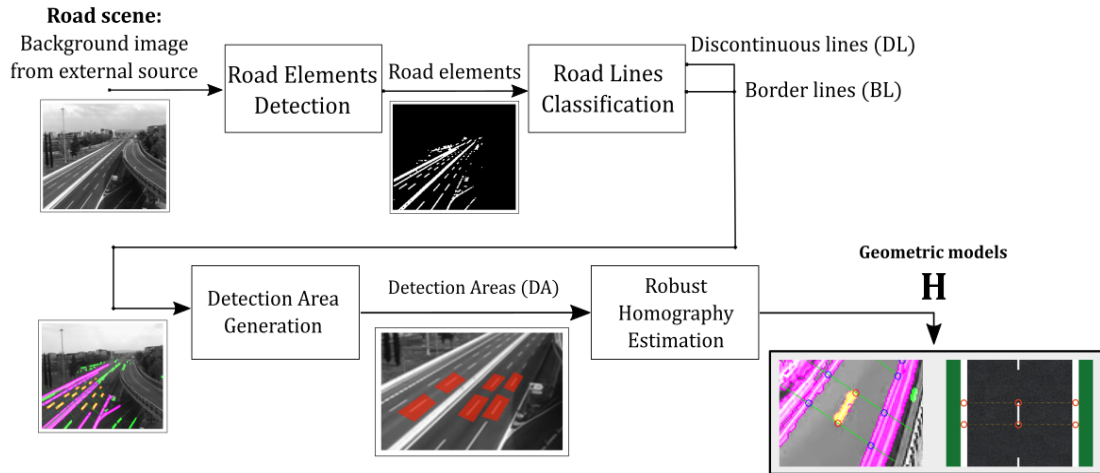 Road scene:
Background image
from external source
Road Elements
Detection
Road elements
Road Lines
Classification
Discontinuous lines (DL)
Border lines (BL)
Detection Area
Generation
Detection Areas (DA)
Robust
Homography
Estimation
Geometric models
H